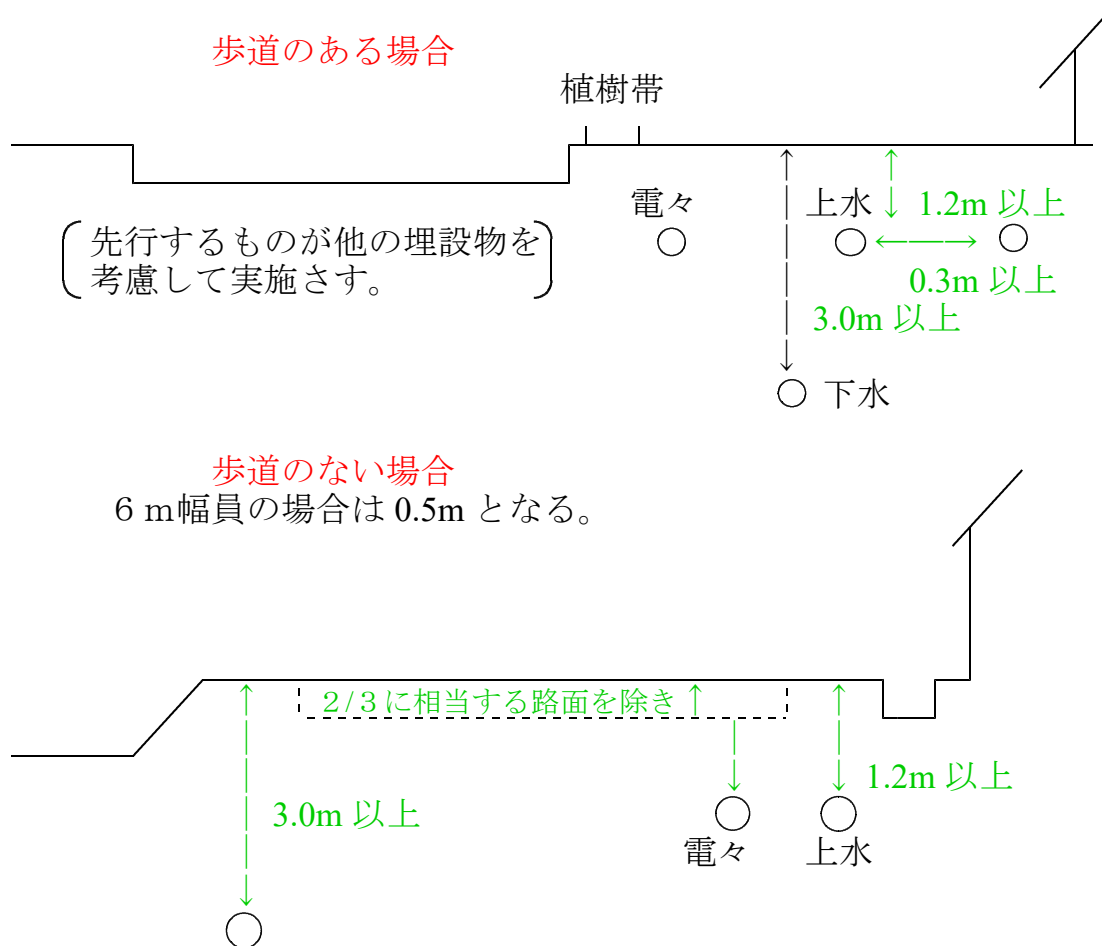 歩道のある場合
植樹帯
電々
上水
1.2m 以上
先行するものが他の埋設物を
考慮して実施さす。
0.3m 以上
3.0m 以上
下水
歩道のない場合
６ｍ幅員の場合は 0.5m となる。
2/3に相当する路面を除き
1.2m 以上
3.0m 以上
電々
上水